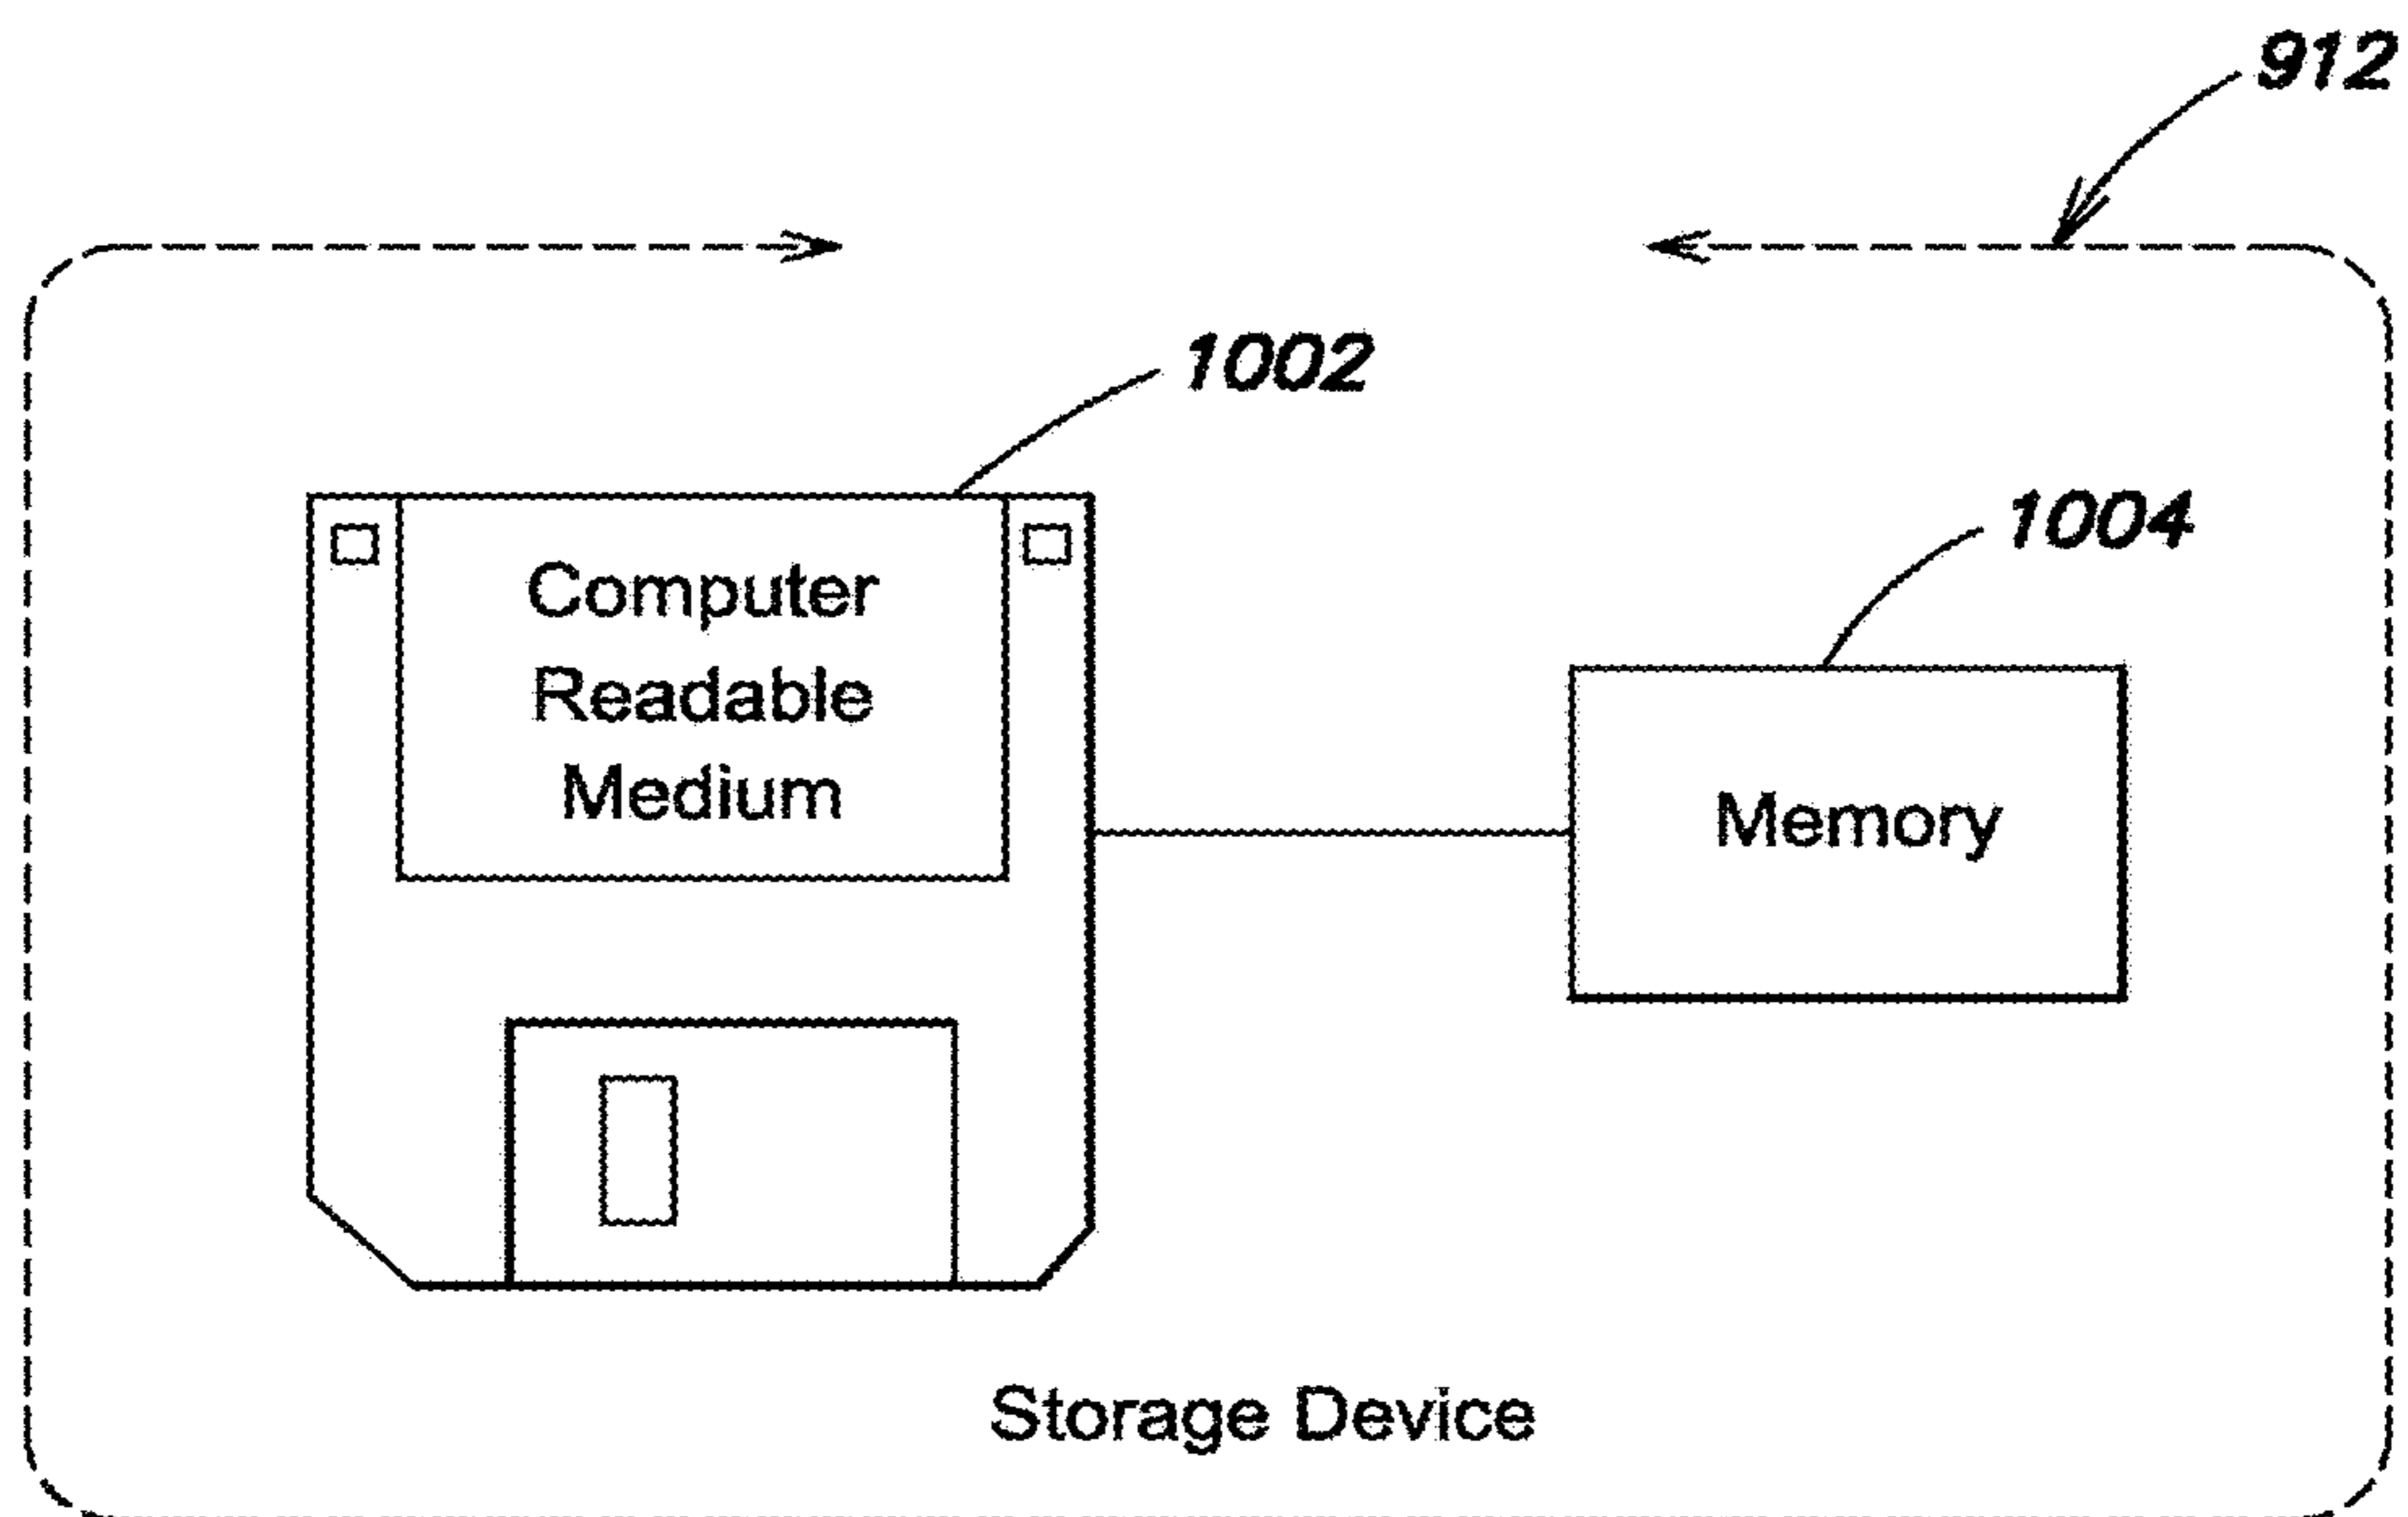 912
1002
1004
Computer
Readable
Medium
Memory
Storage Device